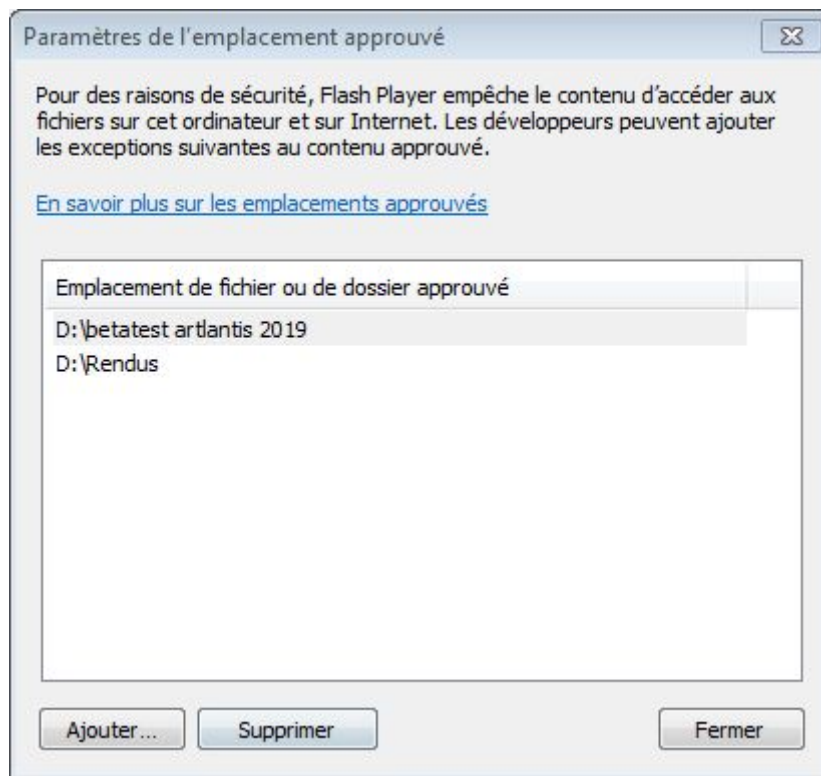 Paramètres de l’emplacement approuvé
Pour des raisons de sécurité, Flash Player empêche le contenu d’accéder aux
fichiers sur cet ordinateur et sur Internet. Les développeurs peuvent ajouter
les exceptions suivantes au contenu approuvé.
En savoir plus sur les emplacements approuvés
Emplacement de fichier ou de dossier approuvé
D:\betatest artlantis 2019
D:\Rendus
Ajouter... Supprimer Fermer